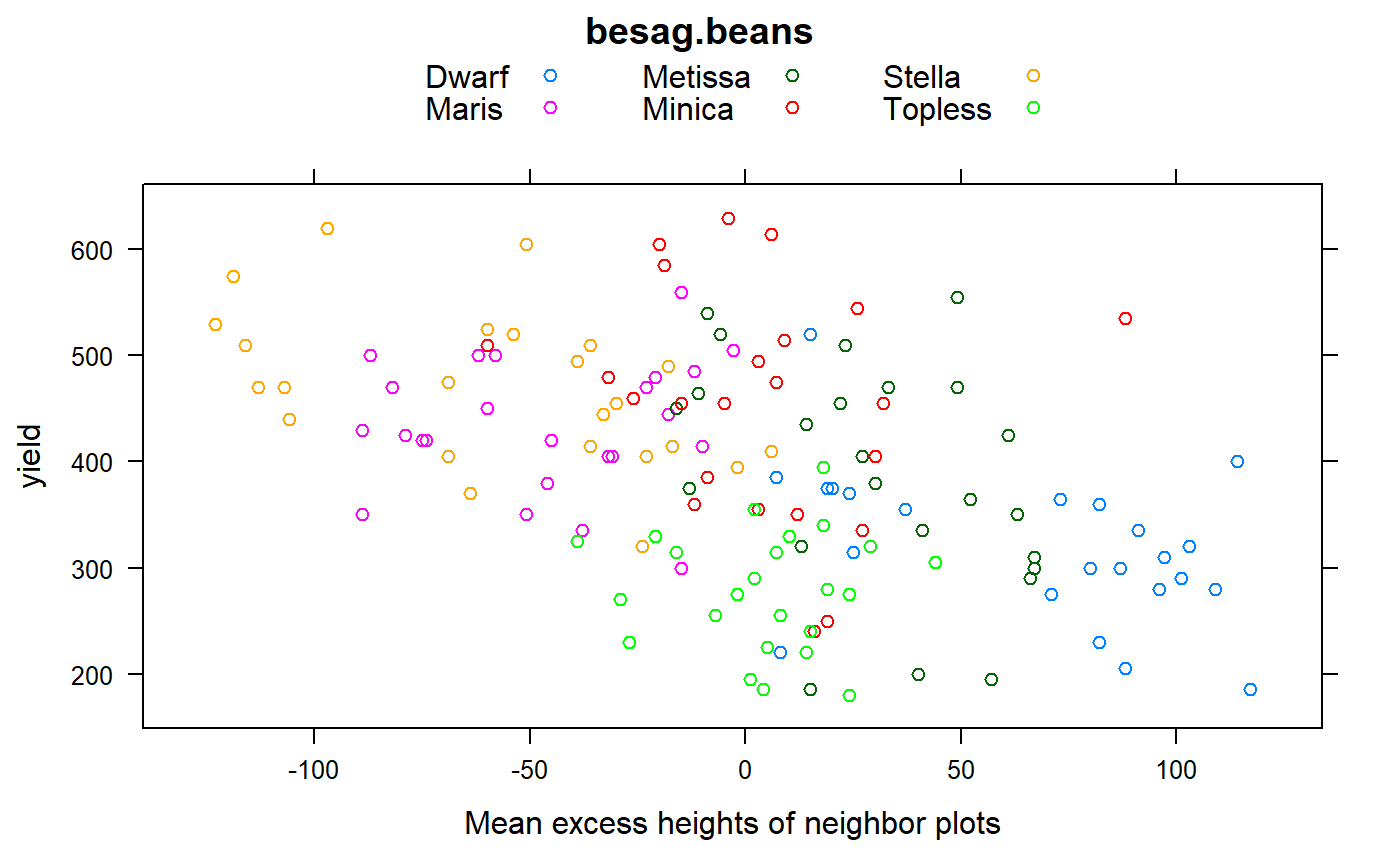 besag.beans
Dwarf Metissa Stella
Maris Minica Topless
600
500
400
300
200
yield
-100 -50 0 50 100
Mean excess heights of neighbor plots